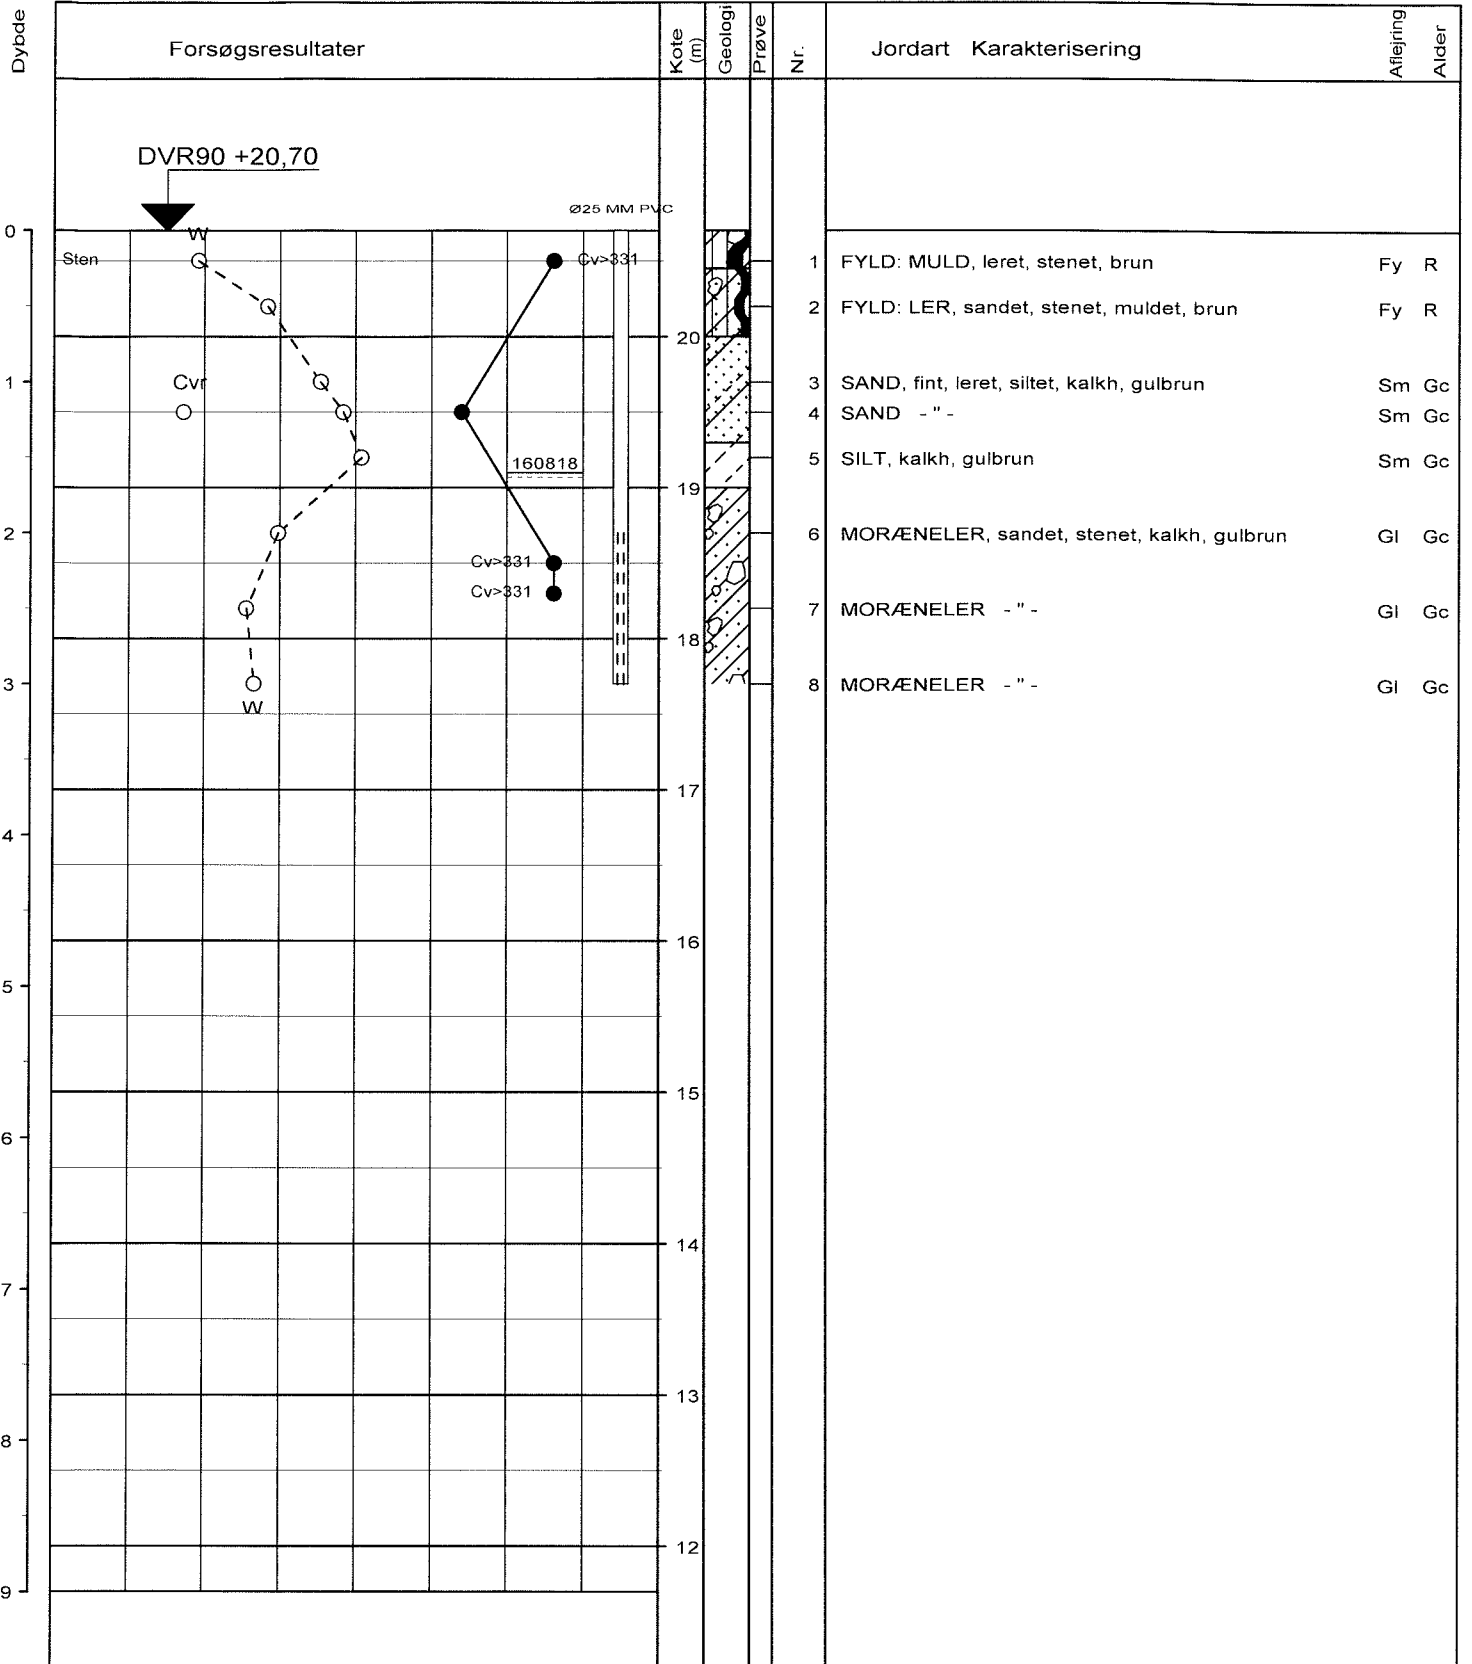 Dybde Forsøgsresultater Kote (m) Geologi Prøve Nr. Jordart Karakterisering Aflejring Alder
DVR90 +20,70
Ø25 MM PVC
0
W
Sten Cv>331 1 FYLD: MULD, leret, stenet, brun Fy R
2 FYLD: LER, sandet, stenet, muldet, brun Fy R
20
1 Cvr 3 SAND, fint, leret, siltet, kalkh, gulbrun Sm Gc
4 SAND - " - Sm Gc
160818 5 SILT, kalkh, gulbrun Sm Gc
19
2 6 MORÆNELER, sandet, stenet, kalkh, gulbrun Gl Gc
Cv>331
Cv>331
7 MORÆNELER - " - Gl Gc
18
3 8 MORÆNELER - " - Gl Gc
W
17
4
16
5
15
6
14
7
13
8
12
9